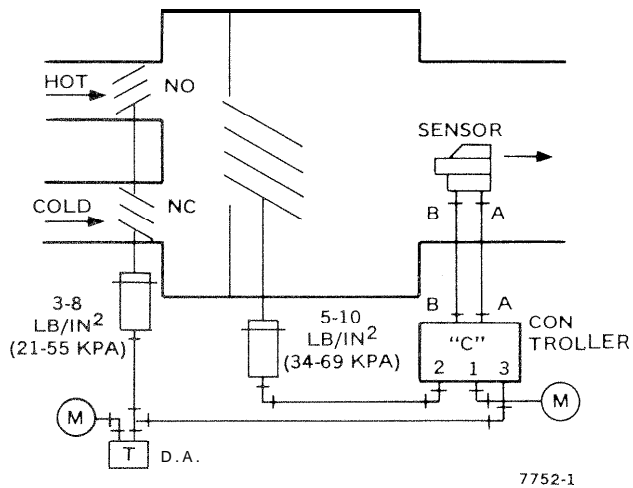 HOT
NO
SENSOR
COLD
NC
B
A
3-8
LB/IN²
(21-55 KPA)
5-10
LB/IN²
(34-69 KPA)
B
A
"C"
2 1 3
CON
TROLLER
M
M
T
D.A.
7752-1